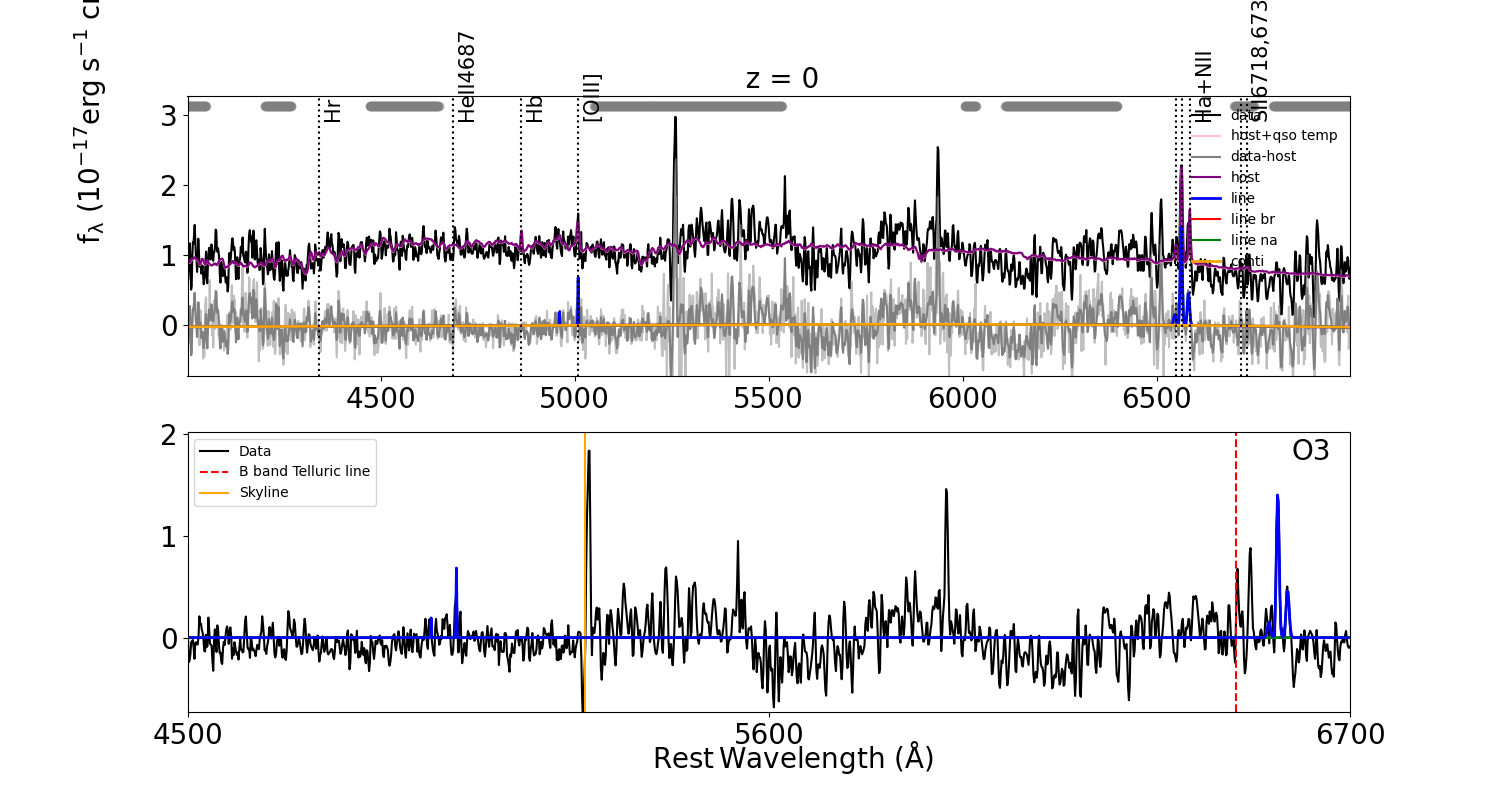 z = 0
f_λ (10^−17 erg s^−1 c
Hr
HeII4687
Hb
[OIII]
Ha+NII
SII6718,673
3
2
1
0
data
host+qso temp
data-host
host
line
line br
line na
conti
4500 5000 5500 6000 6500
2
1
0
Data
B band Telluric line
Skyline
O3
4500 5600 6700
Rest Wavelength (Å)